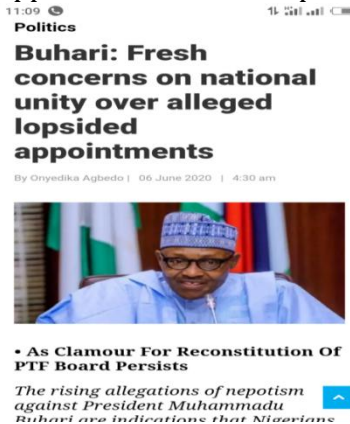 11:09
Politics
Buhari: Fresh
concerns on national
unity over alleged
lopsided
appointments
By Onyedika Agbedo | 06 June 2020 | 4:30 am
• As Clamour For Reconstitution Of
PTF Board Persists
The rising allegations of nepotism
against President Muhammadu
Buhari are indications that Nigerians